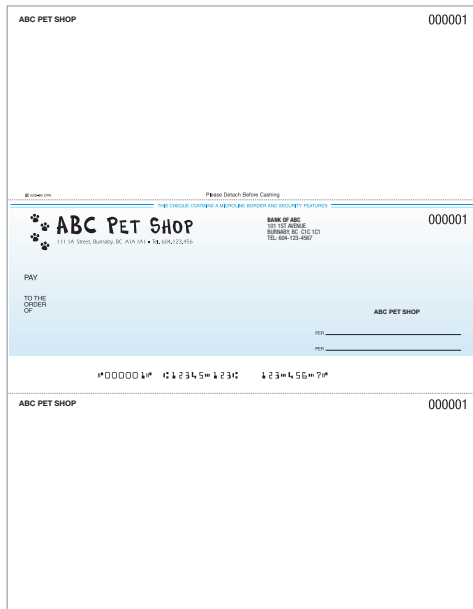 ABC PET SHOP 000001
Please Detach Before Cashing
THIS CHEQUE CONTAINS A MICROLINE BORDER AND SECURITY FEATURES
ABC PET SHOP
111 1A Street, Burnaby, BC A1A 1A1 • Tel. 604.123.456
BANK OF ABC
101 1ST AVENUE
BURNABY, BC C1C 1C1
TEL: 604-123-4567
000001
PAY
TO THE
ORDER
OF
ABC PET SHOP
PER
PER
⑈000001⑈ ⑆12345⑉123⑆ 123⑉456⑉7⑈
ABC PET SHOP 000001